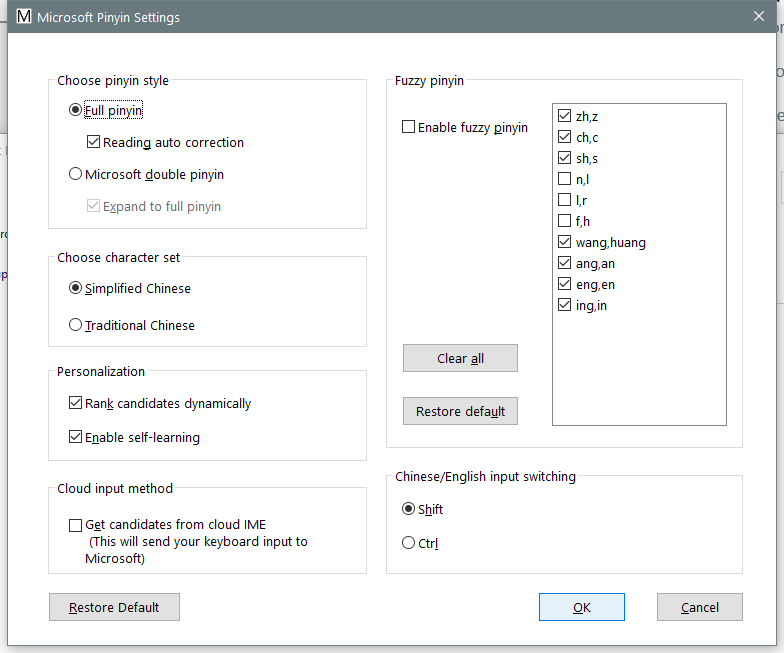 M Microsoft Pinyin Settings
Choose pinyin style
Full pinyin
Reading auto correction
Microsoft double pinyin
Expand to full pinyin
Choose character set
Simplified Chinese
Traditional Chinese
Personalization
Rank candidates dynamically
Enable self-learning
Cloud input method
Get candidates from cloud IME
(This will send your keyboard input to
Microsoft)
Restore Default
Fuzzy pinyin
Enable fuzzy pinyin
zh,z
ch,c
sh,s
n,l
l,r
f,h
wang,huang
ang,an
eng,en
ing,in
Clear all
Restore default
Chinese/English input switching
Shift
Ctrl
OK
Cancel